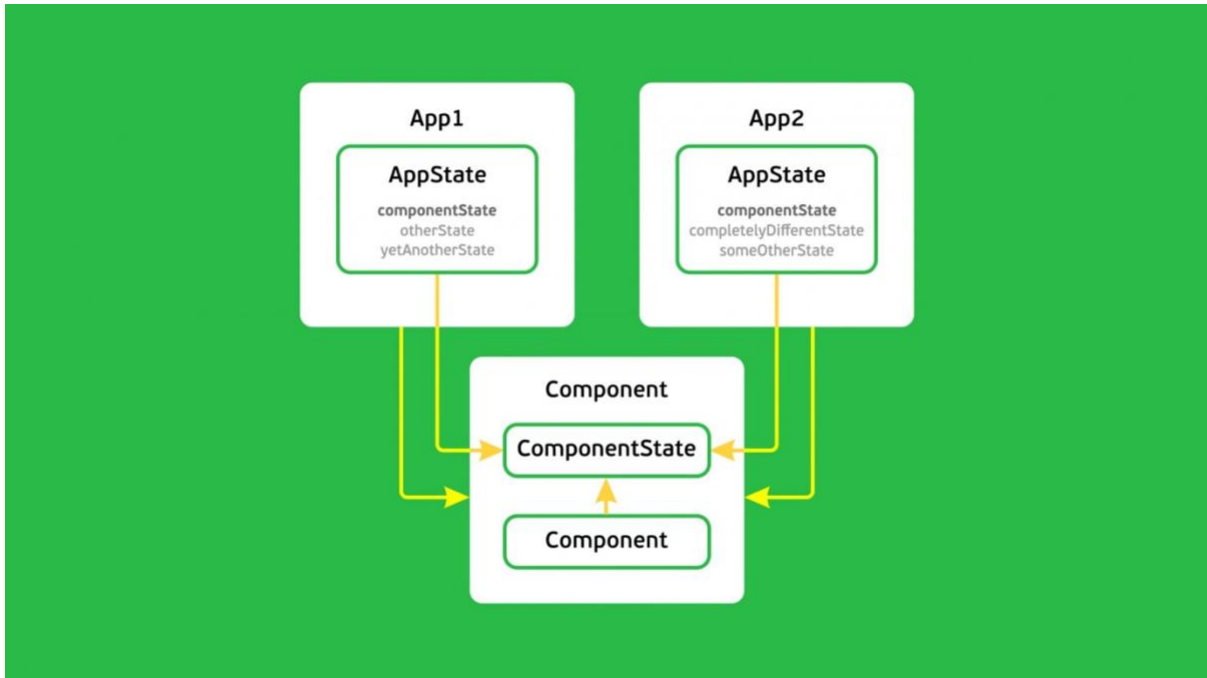 App1
AppState
componentState
otherState
yetAnotherState
App2
AppState
componentState
completelyDifferentState
someOtherState
Component
ComponentState
Component